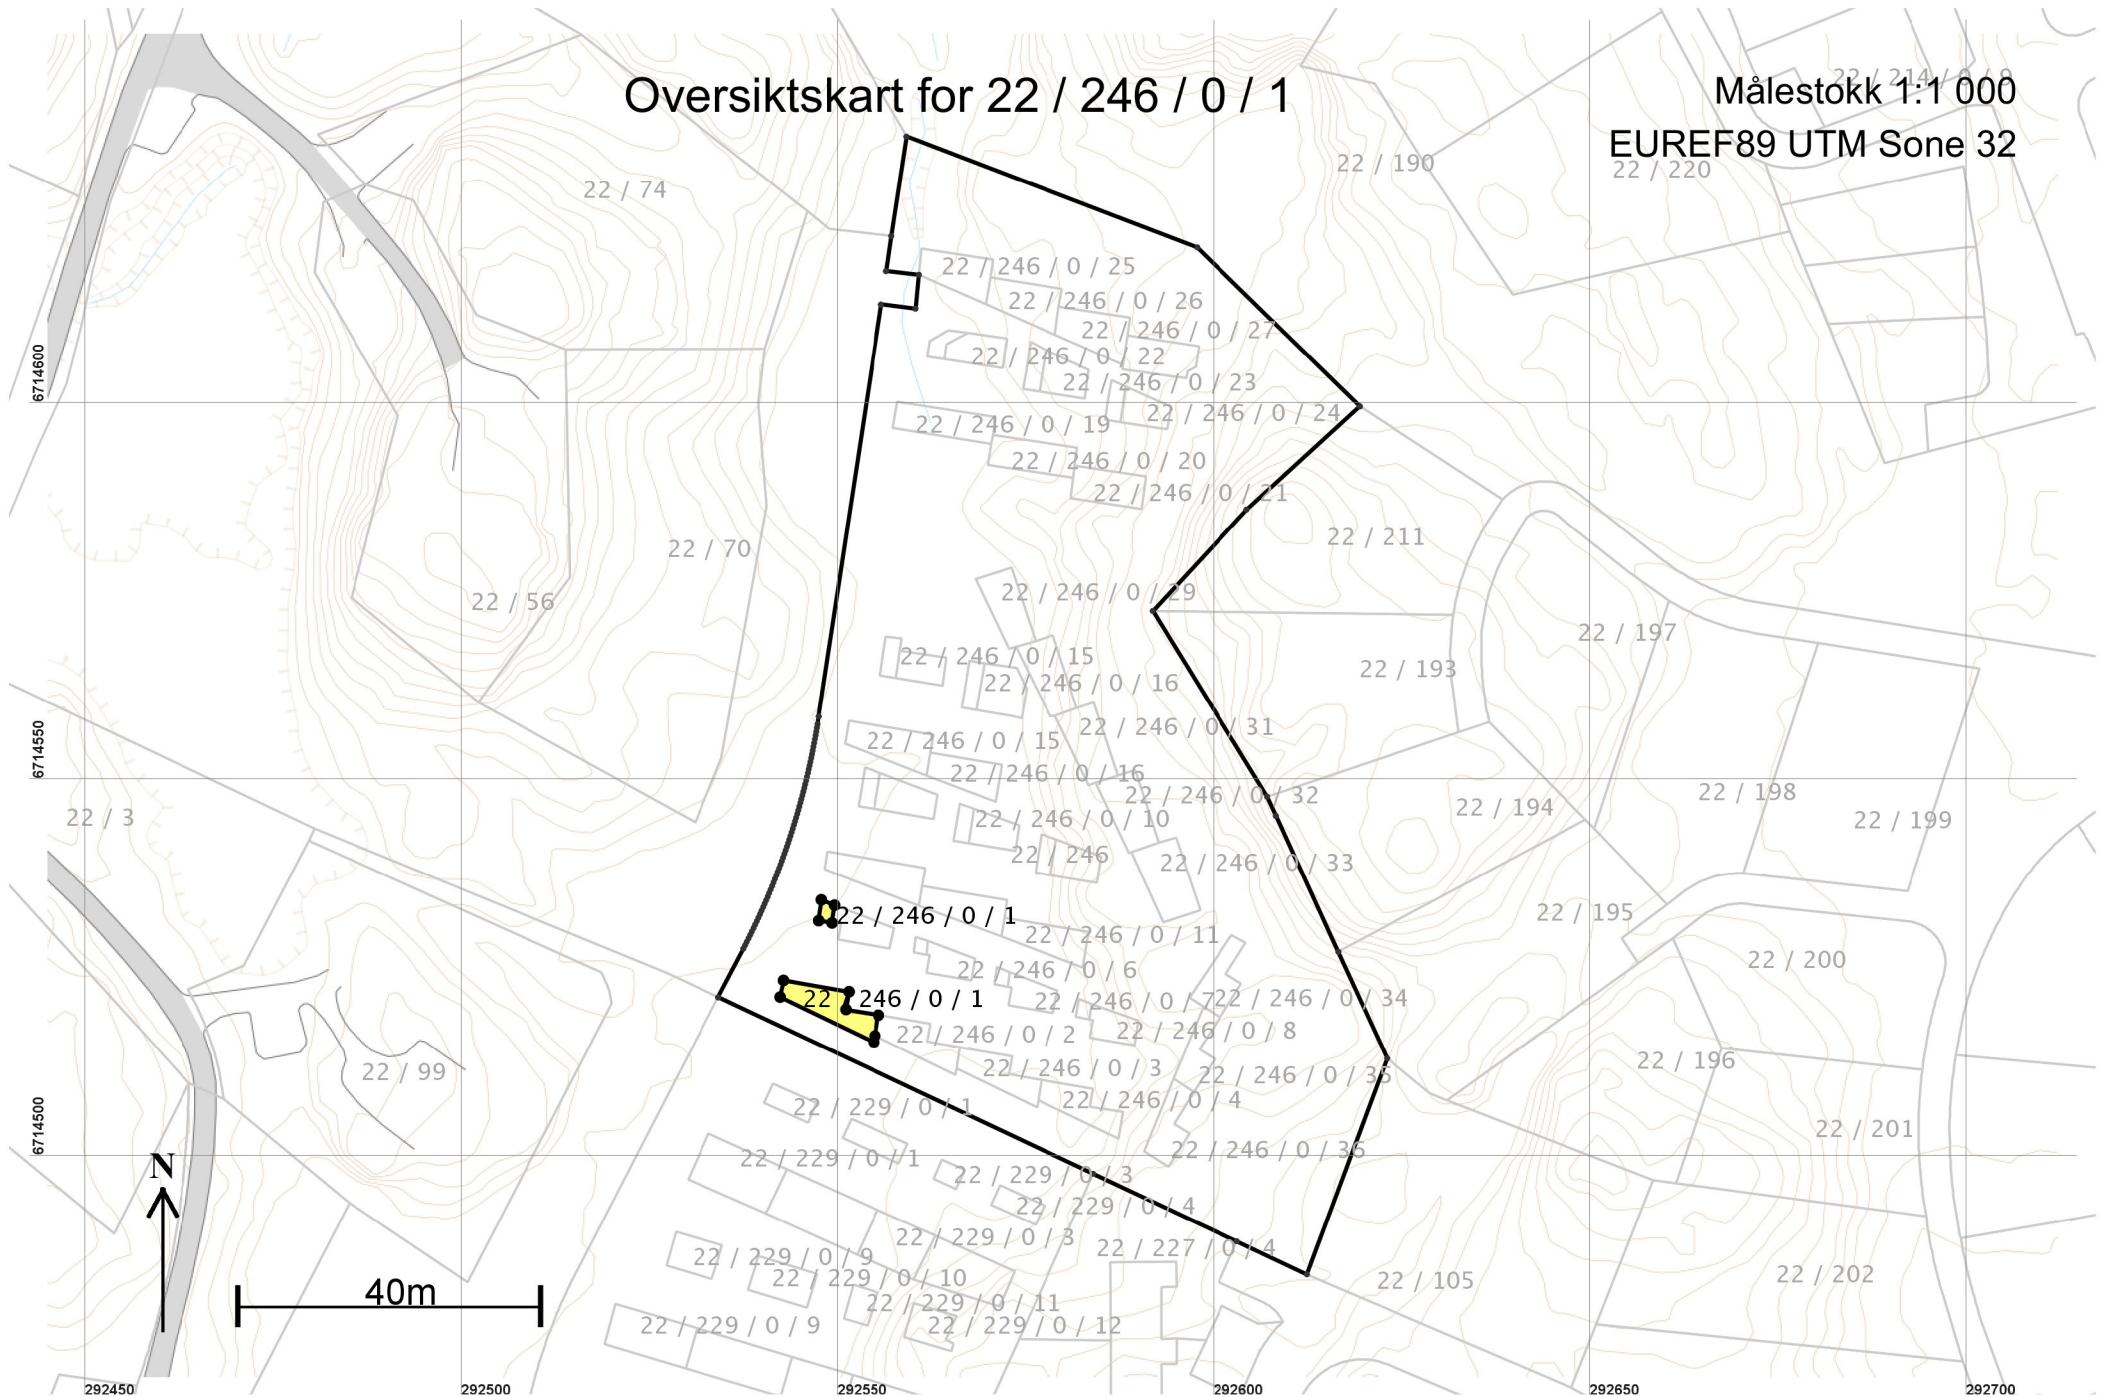 Oversiktskart for 22 / 246 / 0 / 1
Målestokk 1:1 000
EUREF89 UTM Sone 32
22 / 214 / 0 / 9
22 / 190
22 / 220
22 / 74
22 / 246 / 0 / 25
22 / 246 / 0 / 26
22 / 246 / 0 / 27
22 / 246 / 0 / 22
22 / 246 / 0 / 23
22 / 246 / 0 / 24
22 / 246 / 0 / 19
22 / 246 / 0 / 20
22 / 246 / 0 / 21
6714600
22 / 211
22 / 70
22 / 56
22 / 246 / 0 / 29
22 / 197
22 / 246 / 0 / 15
22 / 193
22 / 246 / 0 / 16
22 / 246 / 0 / 31
22 / 246 / 0 / 15
6714550
22 / 246 / 0 / 16
22 / 246 / 0 / 32
22 / 198
22 / 194
22 / 3
22 / 246 / 0 / 10
22 / 199
22 / 246
22 / 246 / 0 / 33
22 / 246 / 0 / 1
22 / 195
22 / 246 / 0 / 11
22 / 200
22 / 246 / 0 / 6
22 / 246 / 0 / 1
22 / 246 / 0 / 7
22 / 246 / 0 / 34
22 / 246 / 0 / 2
22 / 246 / 0 / 8
22 / 196
22 / 246 / 0 / 3
22 / 99
22 / 246 / 0 / 35
22 / 246 / 0 / 4
22 / 229 / 0 / 1
6714500
22 / 201
22 / 246 / 0 / 36
22 / 229 / 0 / 1
N
22 / 229 / 0 / 3
22 / 229 / 0 / 4
22 / 229 / 0 / 3
22 / 227 / 0 / 4
22 / 229 / 0 / 9
22 / 229 / 0 / 10
22 / 105
22 / 202
40m
22 / 229 / 0 / 11
22 / 229 / 0 / 9
22 / 229 / 0 / 12
292450
292500
292550
292600
292650
292700